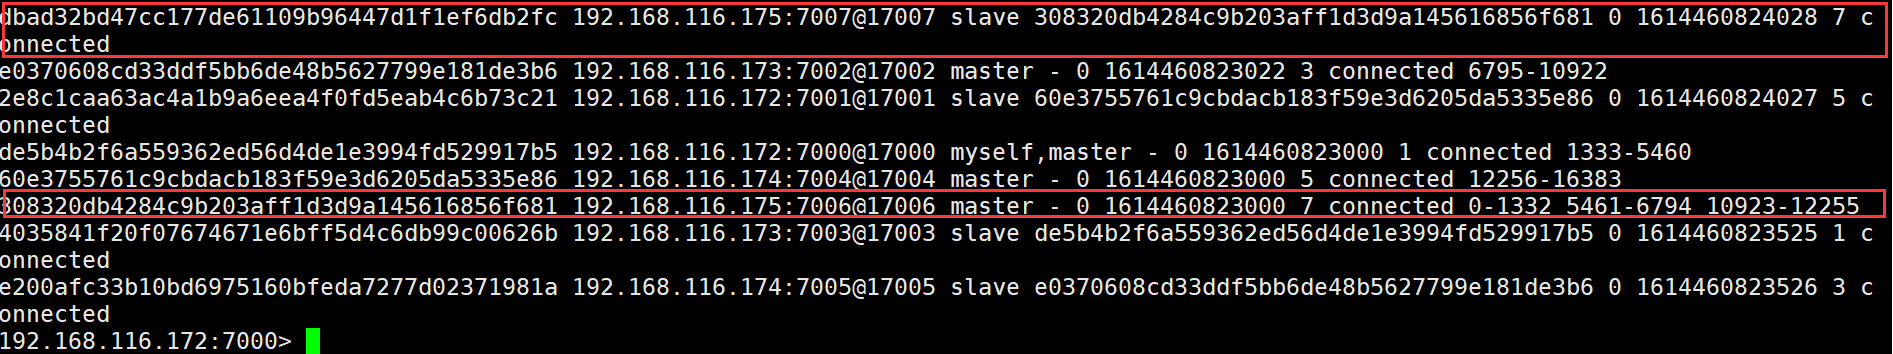 dbad32bd47cc177de61109b96447d1f1ef6db2fc 192.168.116.175:7007@17007 slave 308320db4284c9b203aff1d3d9a145616856f681 0 1614460824028 7 c
onnected
e0370608cd33ddf5bb6de48b5627799e181de3b6 192.168.116.173:7002@17002 master - 0 1614460823022 3 connected 6795-10922
2e8c1caa63ac4a1b9a6eea4f0fd5eab4c6b73c21 192.168.116.172:7001@17001 slave 60e3755761c9cbdacb183f59e3d6205da5335e86 0 1614460824027 5 c
onnected
de5b4b2f6a559362ed56d4de1e3994fd529917b5 192.168.116.172:7000@17000 myself,master - 0 1614460823000 1 connected 1333-5460
60e3755761c9cbdacb183f59e3d6205da5335e86 192.168.116.174:7004@17004 master - 0 1614460823000 5 connected 12256-16383
308320db4284c9b203aff1d3d9a145616856f681 192.168.116.175:7006@17006 master - 0 1614460823000 7 connected 0-1332 5461-6794 10923-12255
4035841f20f07674671e6bff5d4c6db99c00626b 192.168.116.173:7003@17003 slave de5b4b2f6a559362ed56d4de1e3994fd529917b5 0 1614460823525 1 c
onnected
e200afc33b10bd6975160bfeda7277d02371981a 192.168.116.174:7005@17005 slave e0370608cd33ddf5bb6de48b5627799e181de3b6 0 1614460823526 3 c
onnected
192.168.116.172:7000>